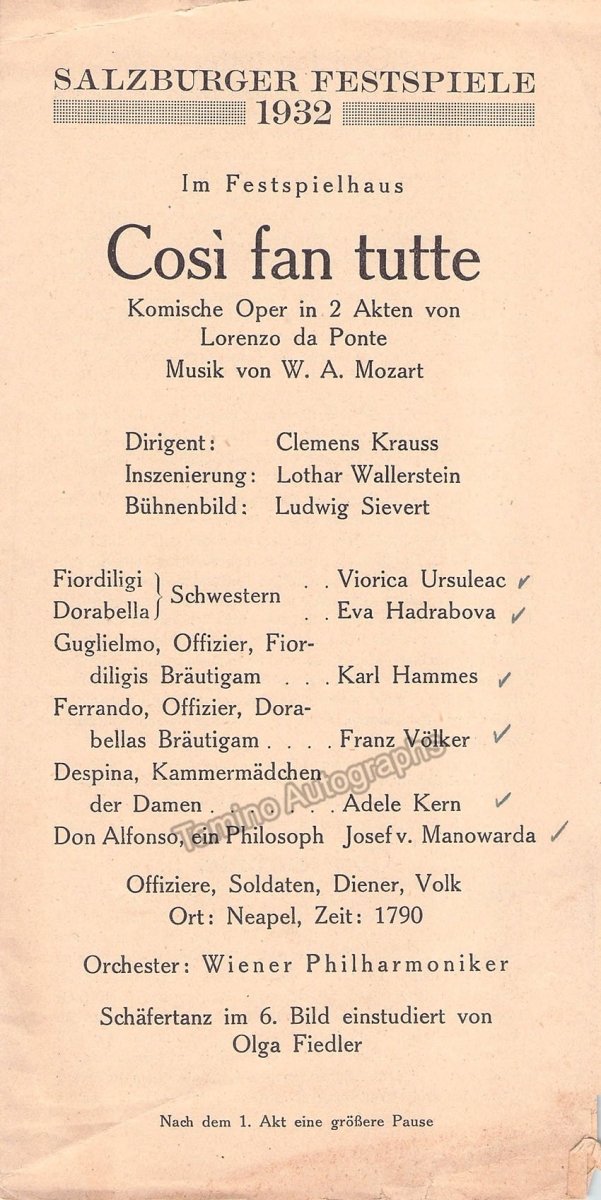 SALZBURGER FESTSPIELE
1932
Im Festspielhaus
Così fan tutte
Komische Oper in 2 Akten von
Lorenzo da Ponte
Musik von W. A. Mozart
Dirigent: Clemens Krauss
Inszenierung: Lothar Wallerstein
Bühnenbild: Ludwig Sievert
Fiordiligi } Schwestern . . Viorica Ursuleac ✓
Dorabella } . . Eva Hadrabova ✓
Guglielmo, Offizier, Fior-
diligis Bräutigam . . . Karl Hammes ✓
Ferrando, Offizier, Dora-
bellas Bräutigam . . . . Franz Völker ✓
Despina, Kammermädchen
der Damen . . . . . . Adele Kern ✓
Don Alfonso, ein Philosoph Josef v. Manowarda ✓
Tamino Autographs
Offiziere, Soldaten, Diener, Volk
Ort: Neapel, Zeit: 1790
Orchester: Wiener Philharmoniker
Schäfertanz im 6. Bild einstudiert von
Olga Fiedler
Nach dem 1. Akt eine größere Pause